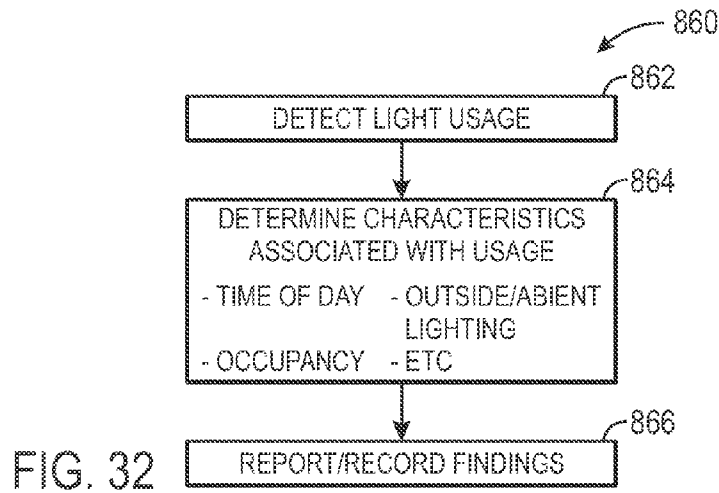 860
862
DETECT LIGHT USAGE
864
DETERMINE CHARACTERISTICS
ASSOCIATED WITH USAGE
- TIME OF DAY - OUTSIDE/ABIENT
LIGHTING
- OCCUPANCY - ETC
866
REPORT/RECORD FINDINGS
FIG. 32